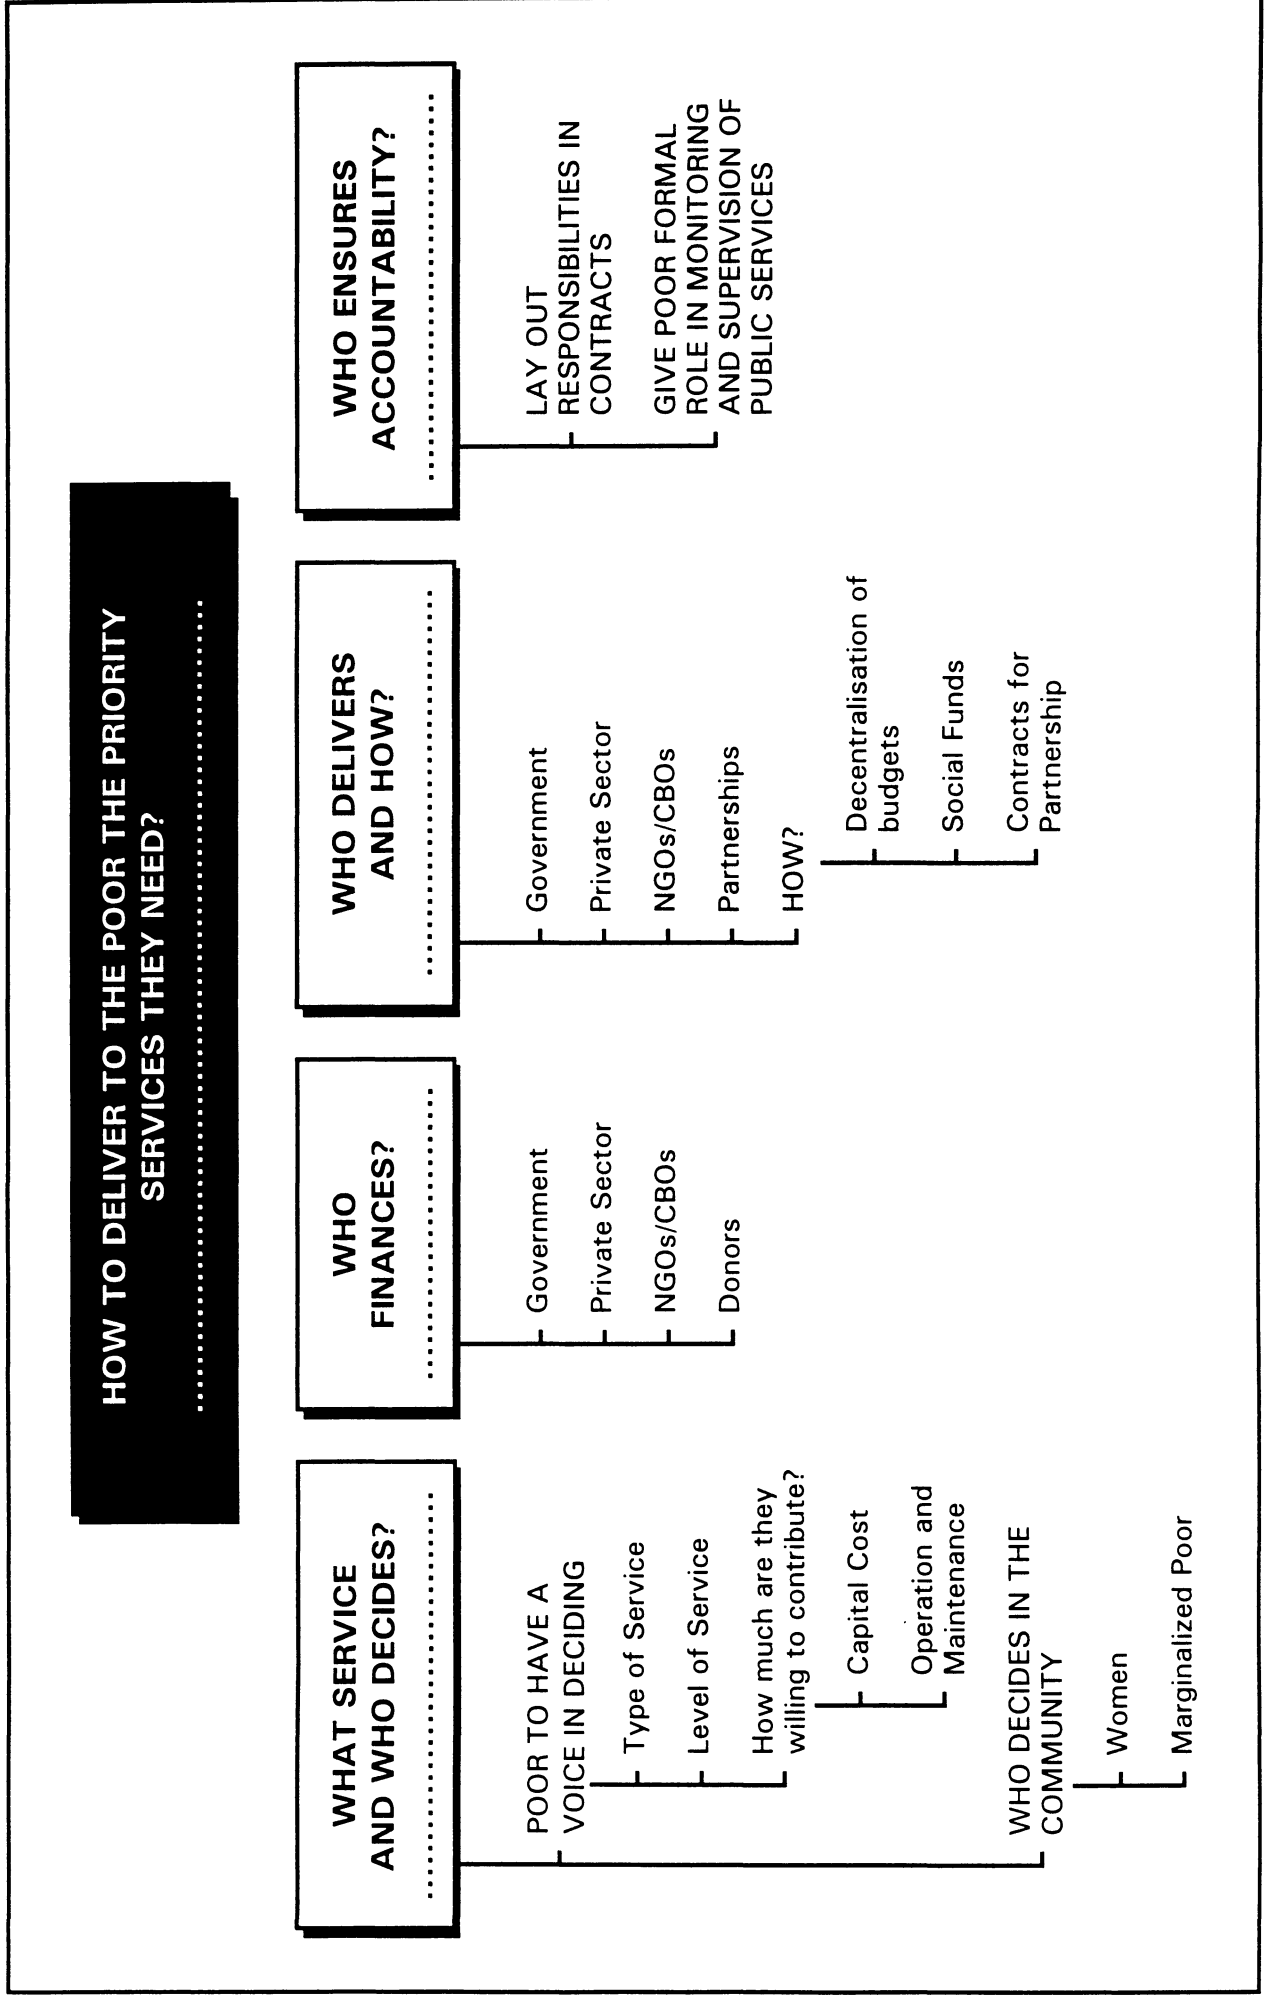 HOW TO DELIVER TO THE POOR THE PRIORITY
SERVICES THEY NEED?
WHAT SERVICE
AND WHO DECIDES?
POOR TO HAVE A
VOICE IN DECIDING
Type of Service
Level of Service
How much are they
willing to contribute?
Capital Cost
Operation and
Maintenance
WHO DECIDES IN THE
COMMUNITY
Women
Marginalized Poor
WHO
FINANCES?
Government
Private Sector
NGOs/CBOs
Donors
WHO DELIVERS
AND HOW?
Government
Private Sector
NGOs/CBOs
Partnerships
HOW?
Decentralisation of
budgets
Social Funds
Contracts for
Partnership
WHO ENSURES
ACCOUNTABILITY?
LAY OUT
RESPONSIBILITIES IN
CONTRACTS
GIVE POOR FORMAL
ROLE IN MONITORING
AND SUPERVISION OF
PUBLIC SERVICES